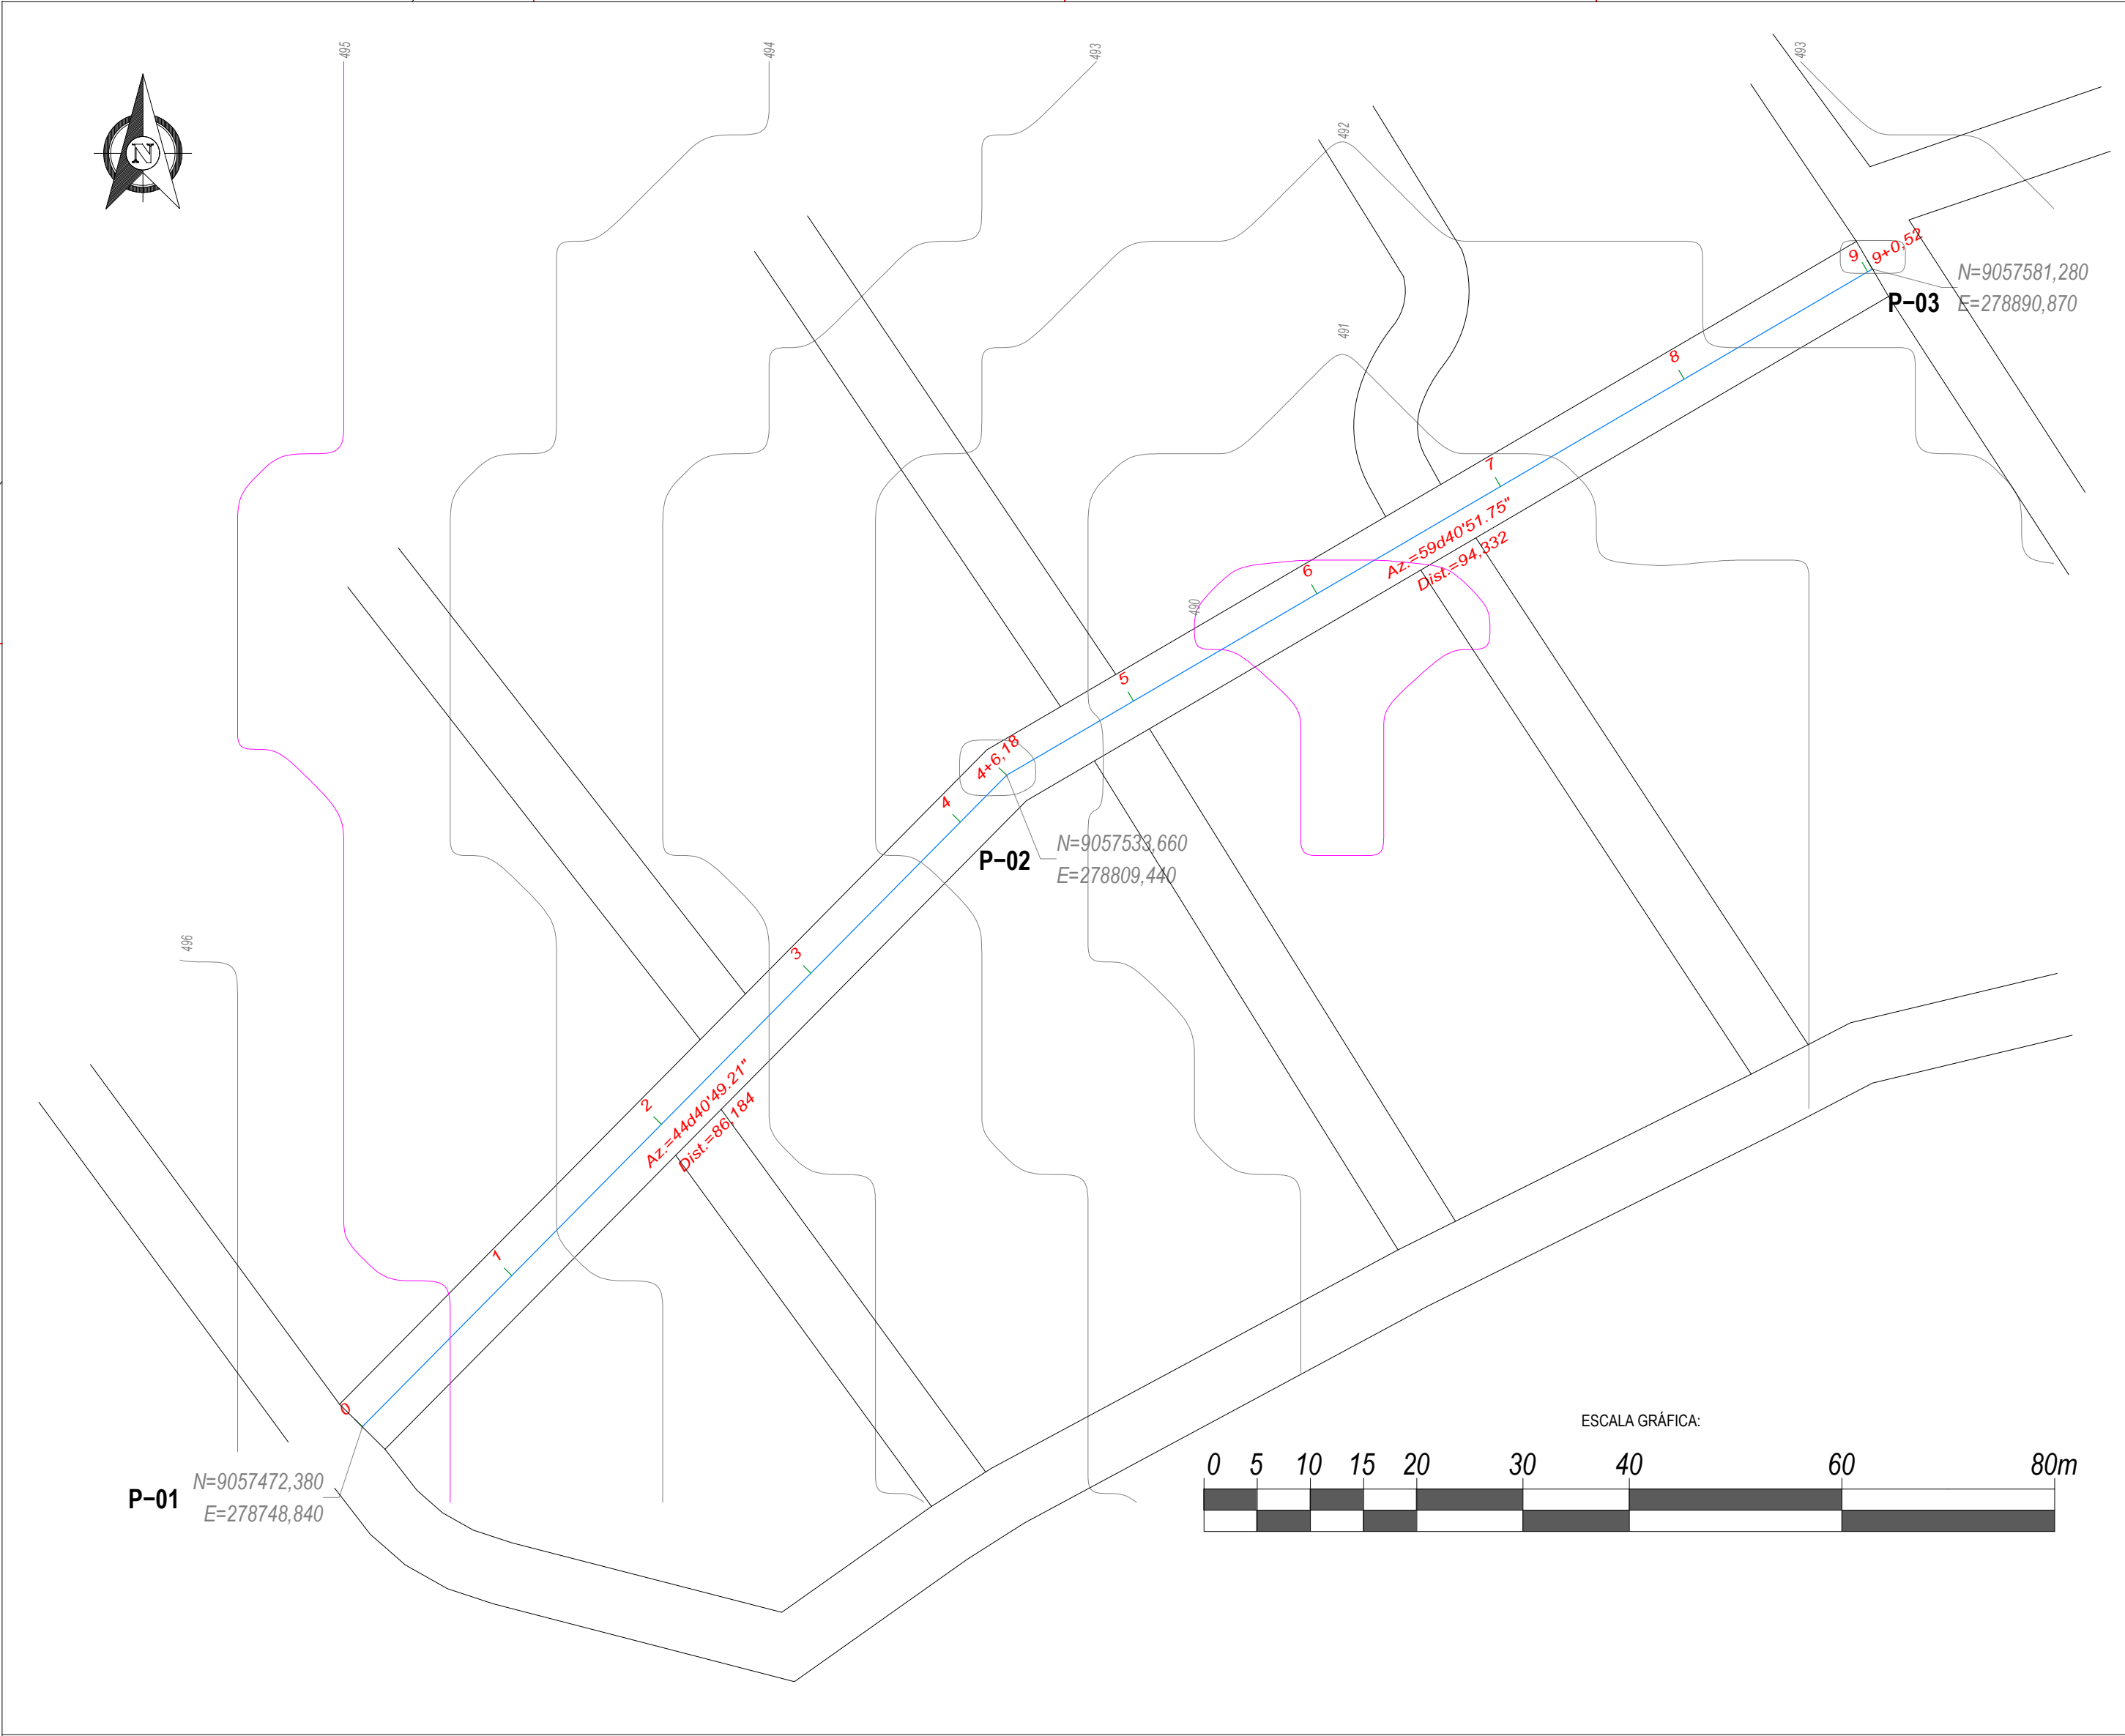 495
494
493
493
N
492
9
9+0,52
N=9057581,280
P-03
E=278890,870
491
8
7
Az.=59d40'51.75"
Dist.=94,332
6
490
5
4+6,18
4
N=9057533,660
P-02
E=278809,440
496
3
2
Az.=44d40'49.21"
Dist.=86,184
1
0
N=9057472,380
P-01
E=278748,840
ESCALA GRÁFICA:
0 5 10 15 20 30 40 60 80m